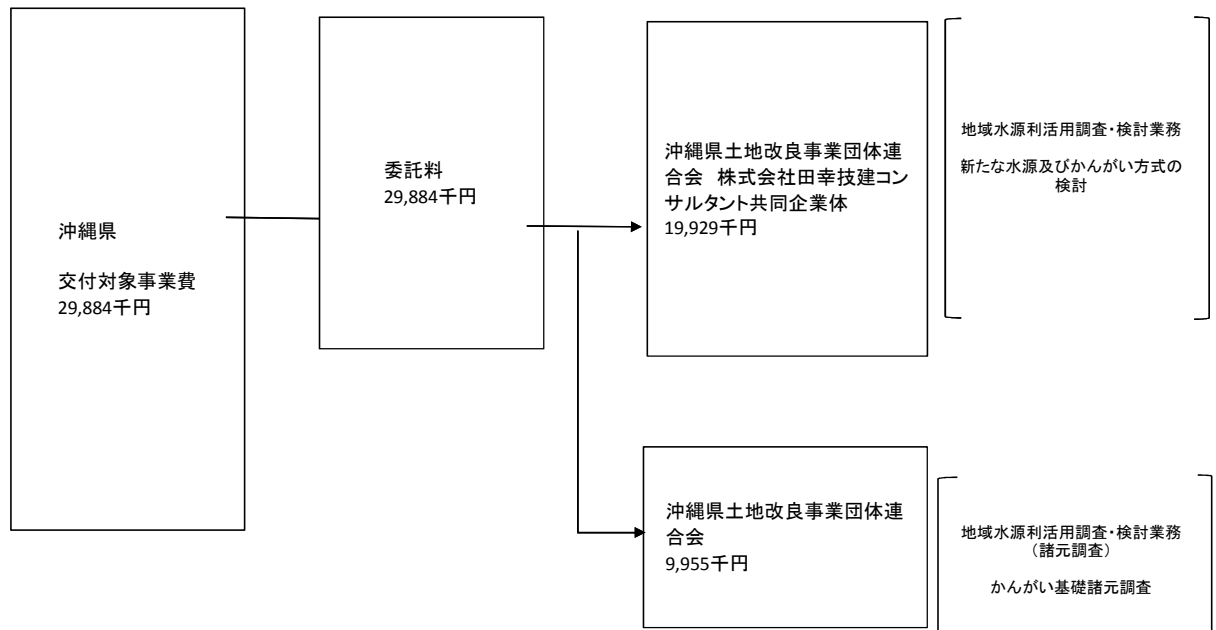 沖縄県
交付対象事業費
29,884千円
委託料
29,884千円
沖縄県土地改良事業団体連
合会　株式会社田幸技建コン
サルタント共同企業体
19,929千円
地域水源利活用調査・検討業務
新たな水源及びかんがい方式の
検討
沖縄県土地改良事業団体連
合会
9,955千円
地域水源利活用調査・検討業務
（諸元調査）
かんがい基礎諸元調査